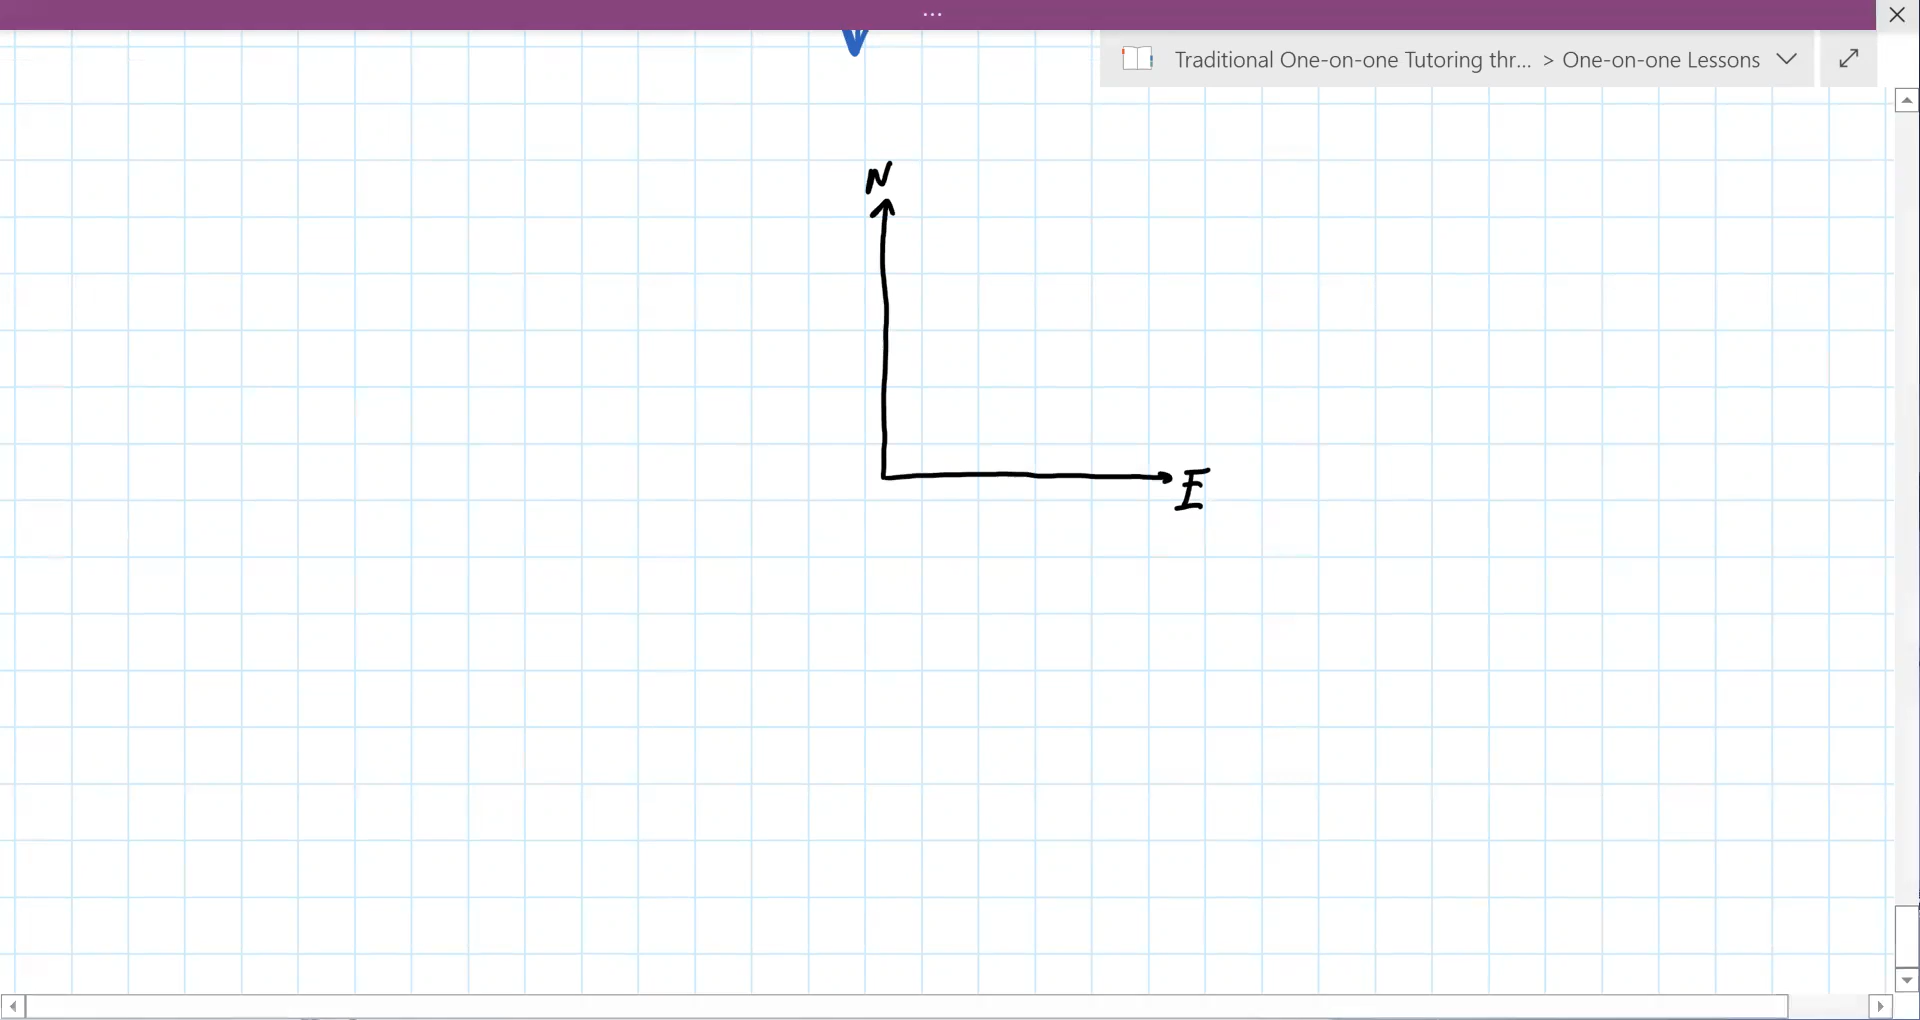 ...
Traditional One-on-one Tutoring thr... > One-on-one Lessons
N
E